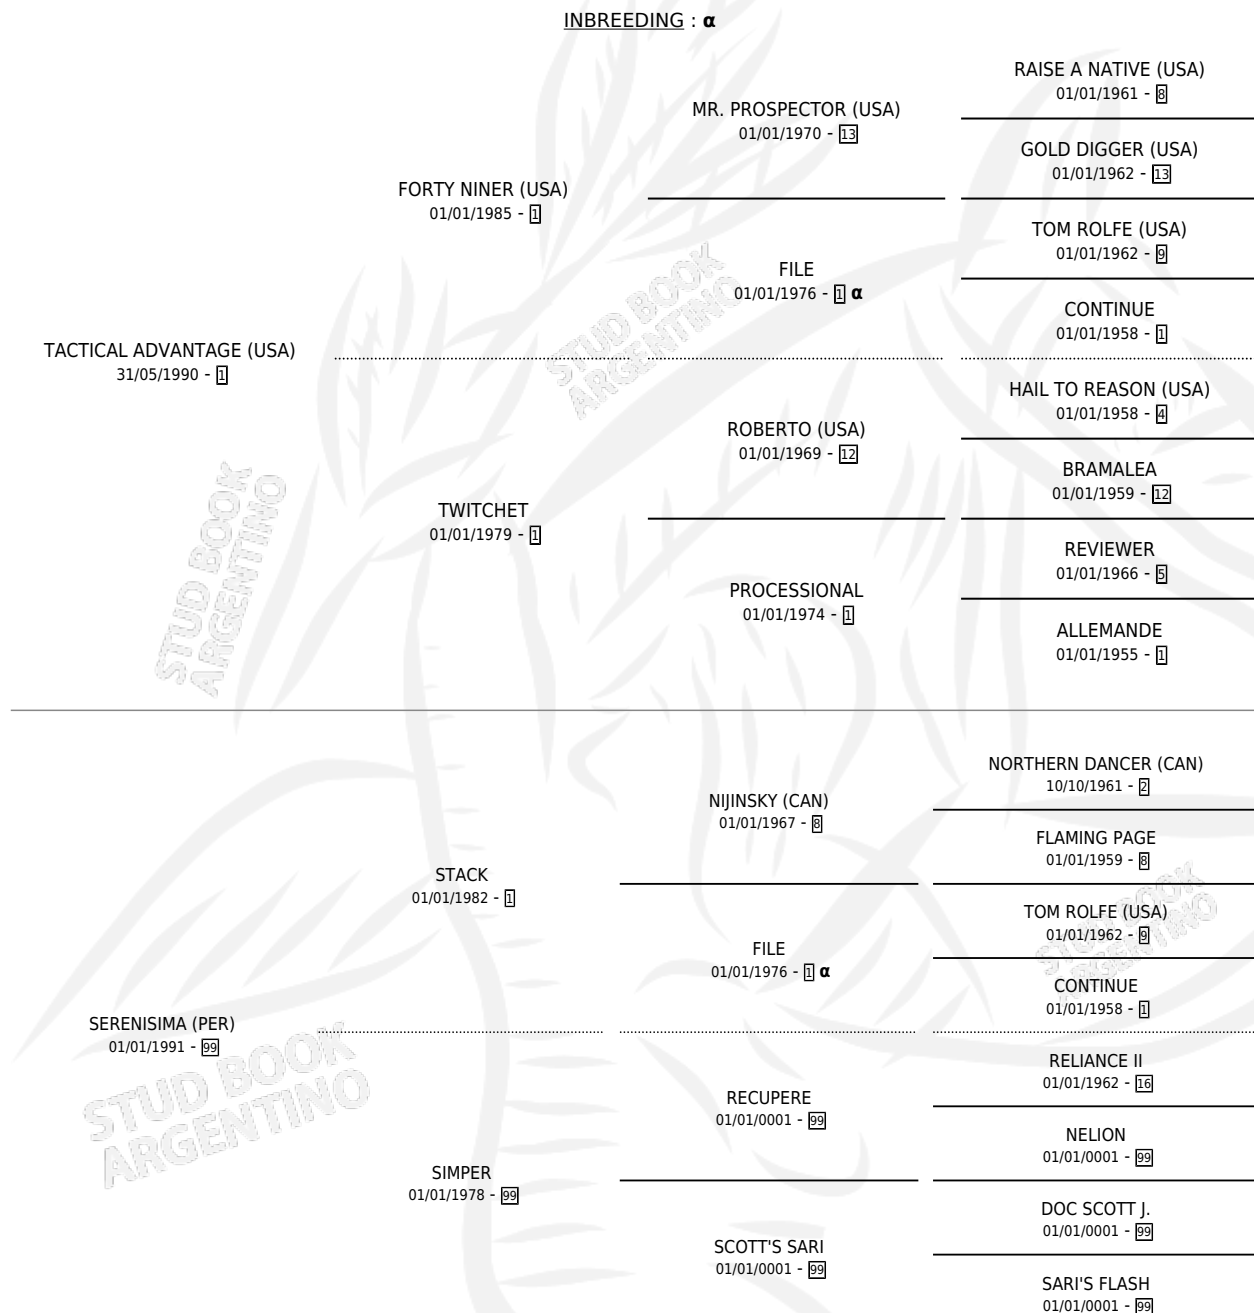 INBREEDING : α
RAISE A NATIVE (USA)
01/01/1961 - 8
MR. PROSPECTOR (USA)
01/01/1970 - 13
GOLD DIGGER (USA)
01/01/1962 - 13
FORTY NINER (USA)
01/01/1985 - 1
TOM ROLFE (USA)
01/01/1962 - 9
FILE
01/01/1976 - 1 α
CONTINUE
01/01/1958 - 1
TACTICAL ADVANTAGE (USA)
31/05/1990 - 1
HAIL TO REASON (USA)
01/01/1958 - 4
ROBERTO (USA)
01/01/1969 - 12
BRAMALEA
01/01/1959 - 12
TWITCHET
01/01/1979 - 1
REVIEWER
01/01/1966 - 5
PROCESSIONAL
01/01/1974 - 1
ALLEMANDE
01/01/1955 - 1
NORTHERN DANCER (CAN)
10/10/1961 - 2
NIJINSKY (CAN)
01/01/1967 - 8
FLAMING PAGE
01/01/1959 - 8
STACK
01/01/1982 - 1
TOM ROLFE (USA)
01/01/1962 - 9
FILE
01/01/1976 - 1 α
CONTINUE
01/01/1958 - 1
SERENISIMA (PER)
01/01/1991 - 99
RELIANCE II
01/01/1962 - 16
RECUPERE
01/01/0001 - 99
NELION
01/01/0001 - 99
SIMPER
01/01/1978 - 99
DOC SCOTT J.
01/01/0001 - 99
SCOTT'S SARI
01/01/0001 - 99
SARI'S FLASH
01/01/0001 - 99
STUD BOOK
ARGENTINO
STUD BOOK
ARGENTINO
STUD BOOK
ARGENTINO
STUD BOOK
ARGENTINO